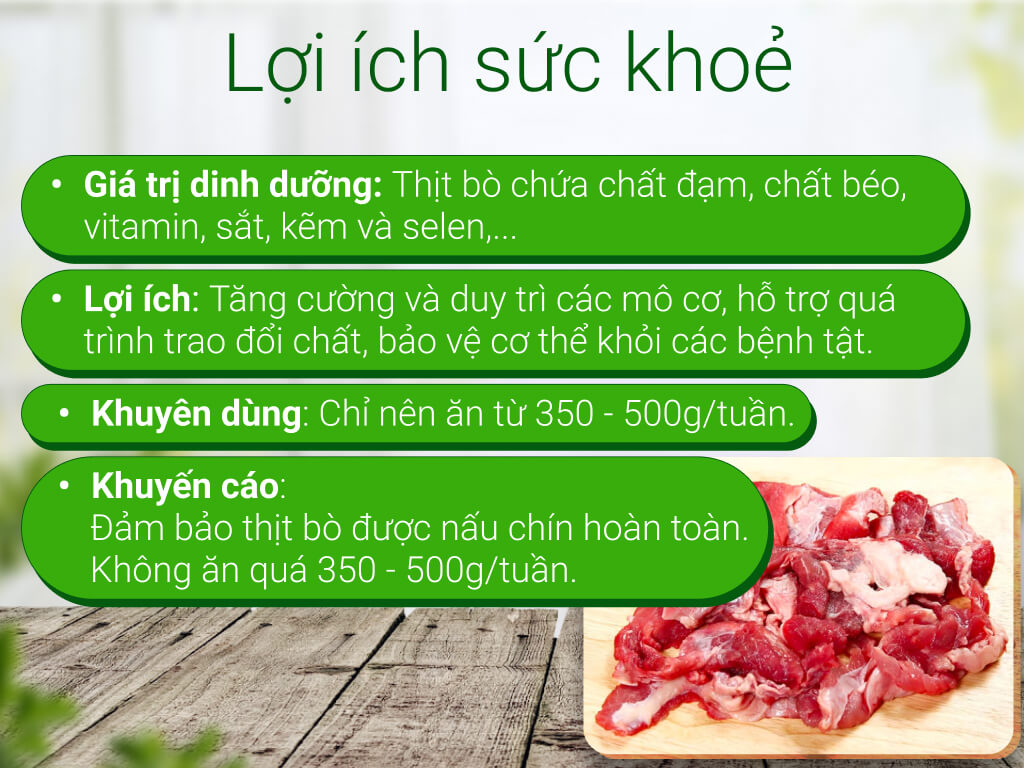 Lợi ích sức khoẻ
• Giá trị dinh dưỡng: Thịt bò chứa chất đạm, chất béo,
vitamin, sắt, kẽm và selen,...
• Lợi ích: Tăng cường và duy trì các mô cơ, hỗ trợ quá
trình trao đổi chất, bảo vệ cơ thể khỏi các bệnh tật.
• Khuyên dùng: Chỉ nên ăn từ 350 - 500g/tuần.
• Khuyến cáo:
Đảm bảo thịt bò được nấu chín hoàn toàn.
Không ăn quá 350 - 500g/tuần.